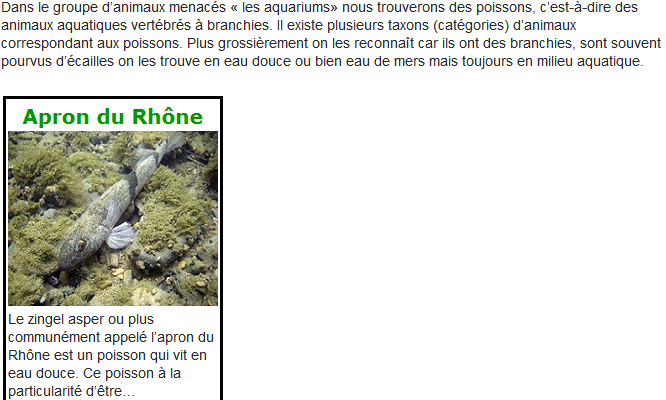 Dans le groupe d’animaux menacés « les aquariums» nous trouverons des poissons, c’est-à-dire des
animaux aquatiques vertébrés à branchies. Il existe plusieurs taxons (catégories) d’animaux
correspondant aux poissons. Plus grossièrement on les reconnaît car ils ont des branchies, sont souvent
pourvus d’écailles on les trouve en eau douce ou bien eau de mers mais toujours en milieu aquatique.
Apron du Rhône
Le zingel asper ou plus
communément appelé l’apron du
Rhône est un poisson qui vit en
eau douce. Ce poisson à la
particularité d’être…